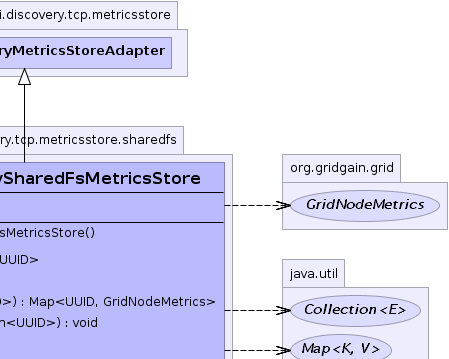 i.discovery.tcp.metricsstore
ryMetricsStoreAdapter
ry.tcp.metricsstore.sharedfs
ySharedFsMetricsStore
sMetricsStore()
UUID>
D>) : Map<UUID, GridNodeMetrics>
n<UUID>) : void
org.gridgain.grid
GridNodeMetrics
java.util
Collection<E>
Map<K, V>